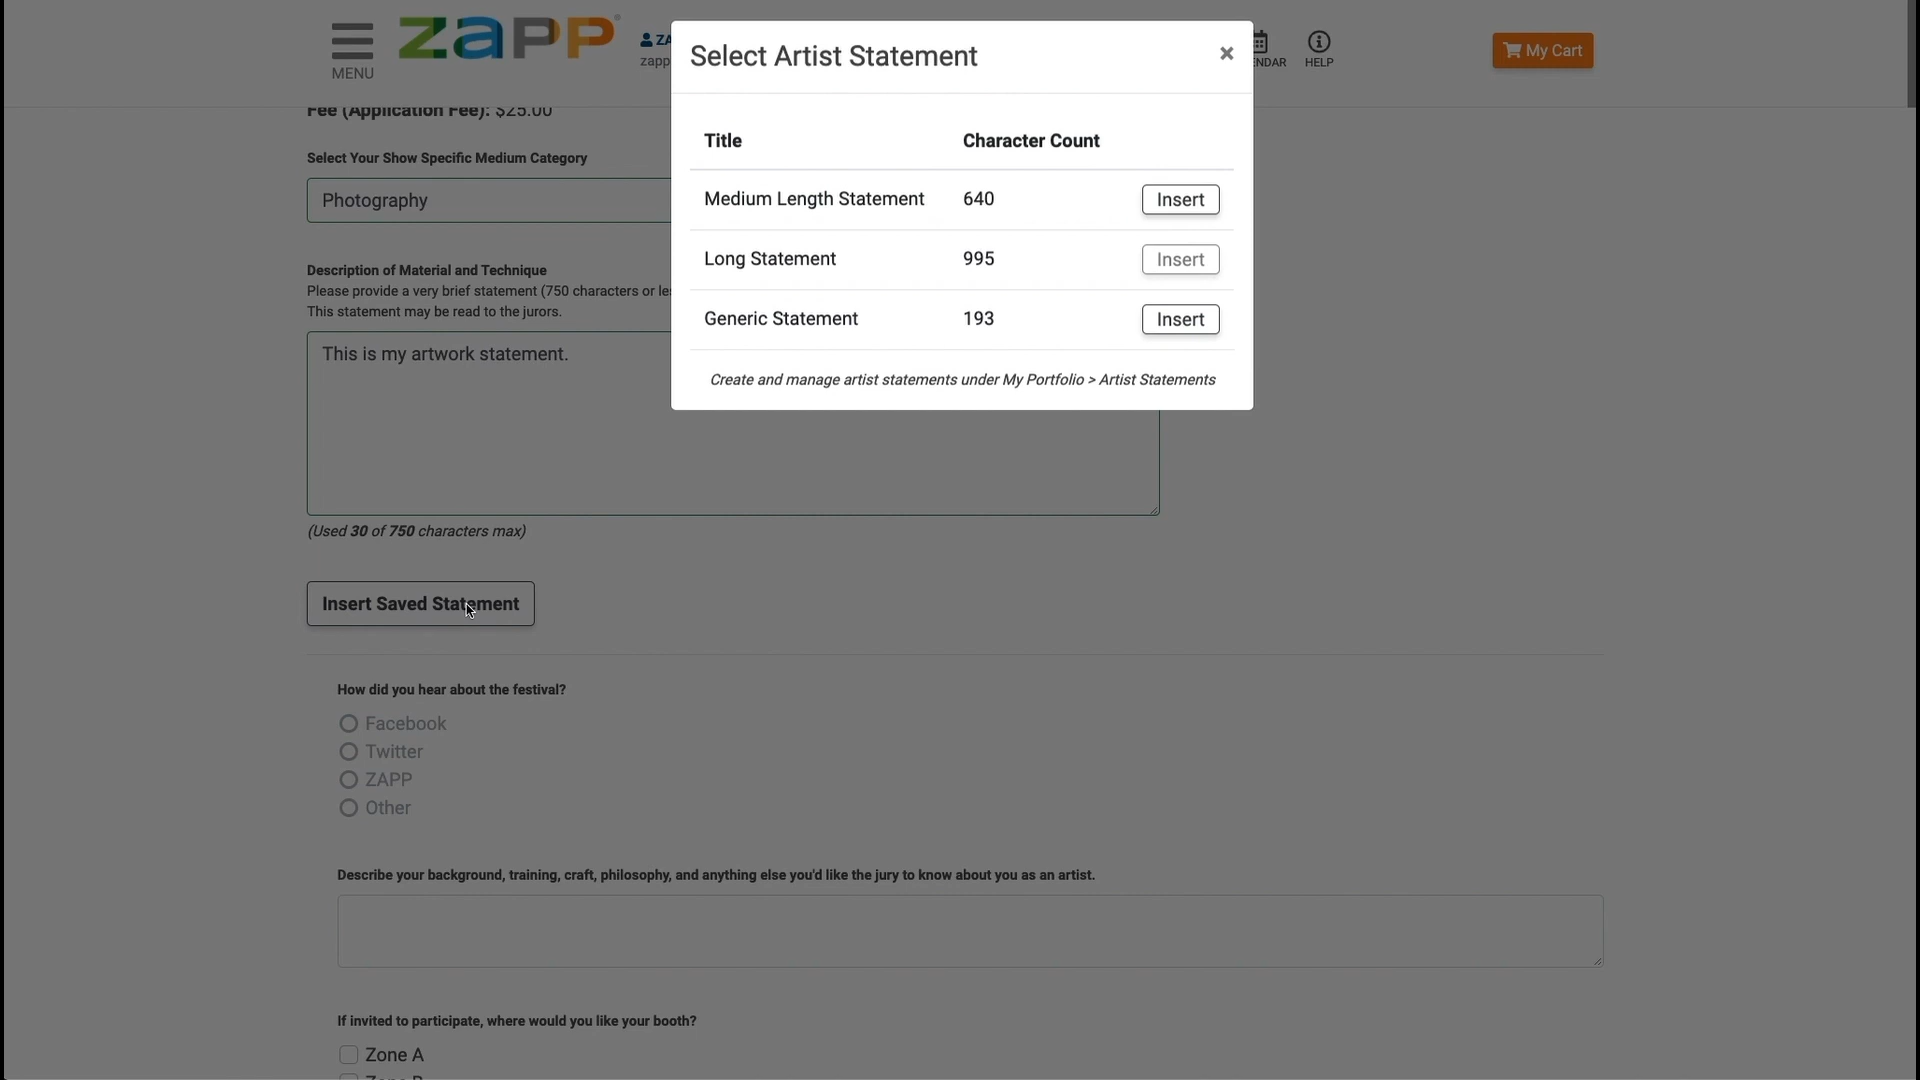 MENU
zapp
ZA
zapp
ENDAR
HELP
My Cart
Select Artist Statement
×
Title Character Count
Medium Length Statement 640 Insert
Long Statement 995 Insert
Generic Statement 193 Insert
Create and manage artist statements under My Portfolio > Artist Statements
Fee (Application Fee): $25.00
Select Your Show Specific Medium Category
Photography
Description of Material and Technique
Please provide a very brief statement (750 characters or les
This statement may be read to the jurors.
This is my artwork statement.
(Used 30 of 750 characters max)
Insert Saved Statement
How did you hear about the festival?
Facebook
Twitter
ZAPP
Other
Describe your background, training, craft, philosophy, and anything else you'd like the jury to know about you as an artist.
If invited to participate, where would you like your booth?
Zone A